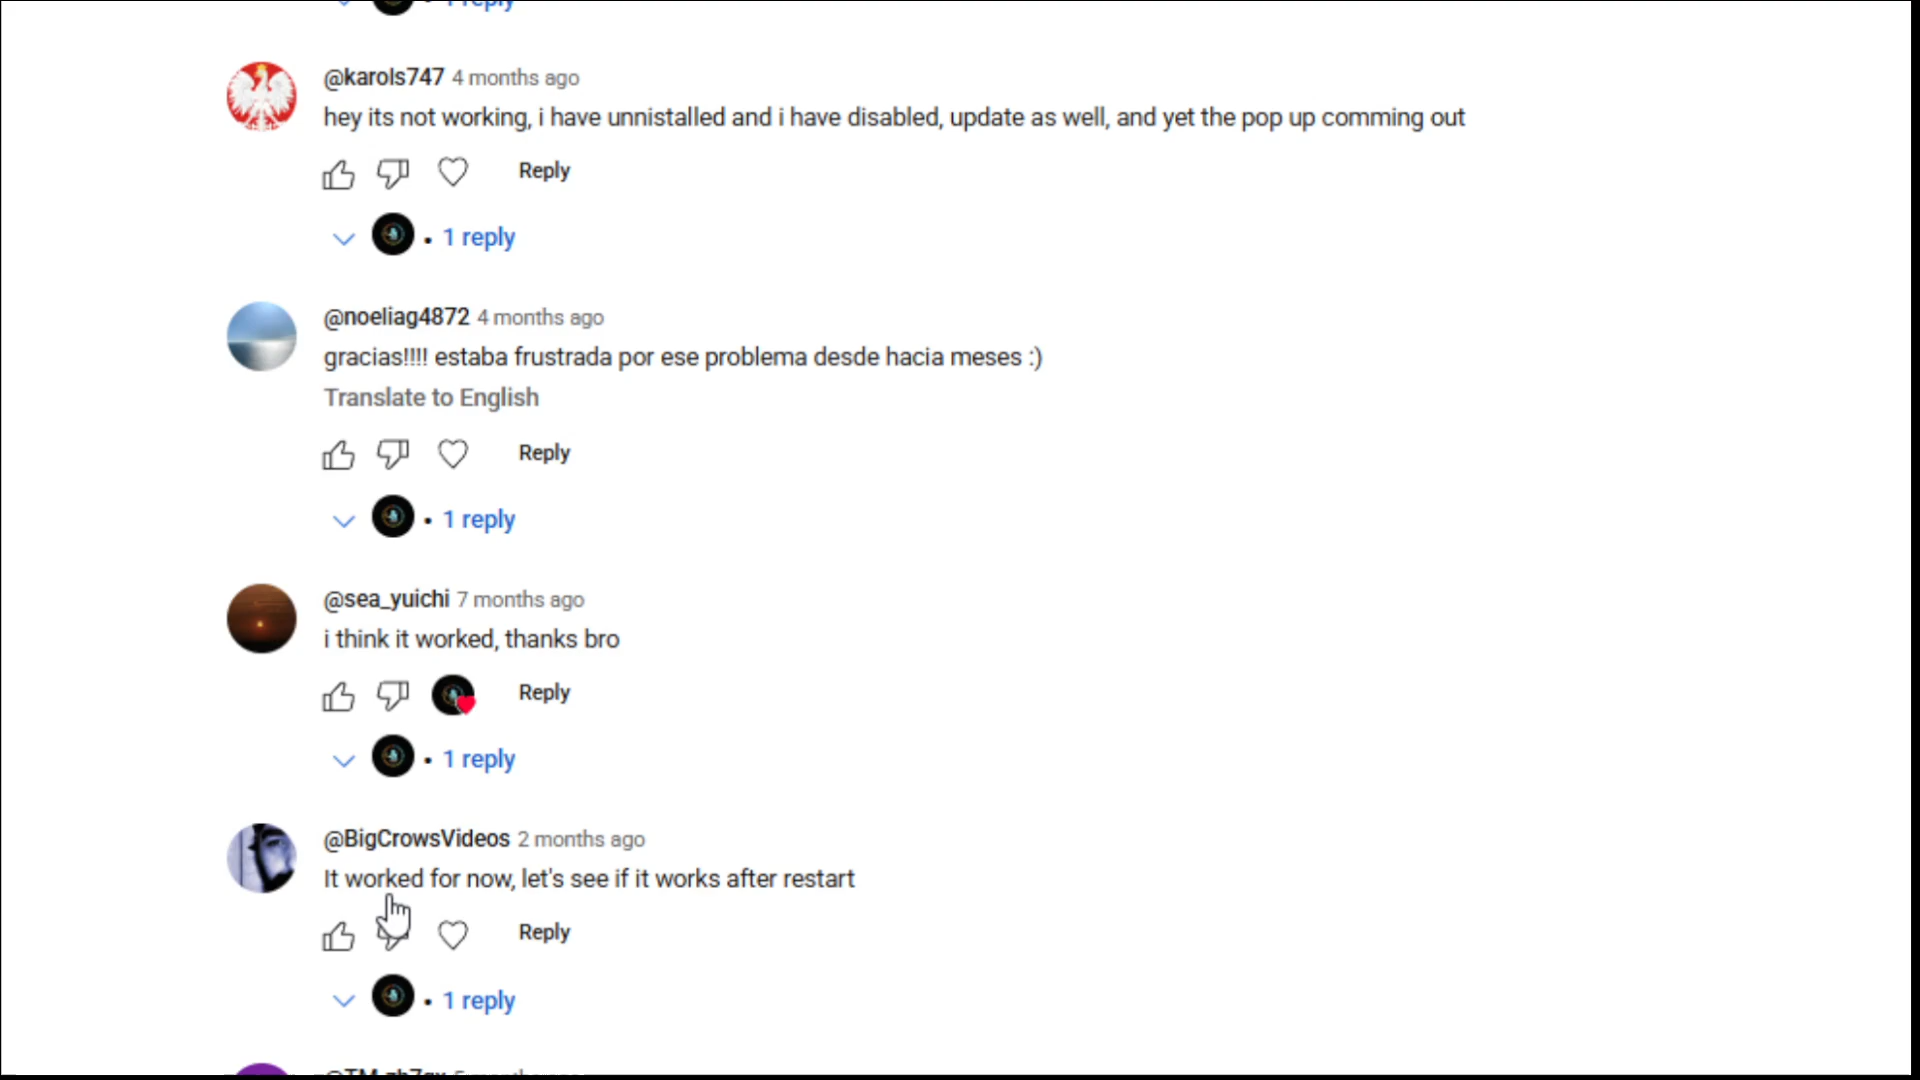 1 reply
@karols747 4 months ago
hey its not working, i have unnistalled and i have disabled, update as well, and yet the pop up comming out
Reply
• 1 reply
@noeliag4872 4 months ago
gracias!!!! estaba frustrada por ese problema desde hacia meses :)
Translate to English
Reply
• 1 reply
@sea_yuichi 7 months ago
i think it worked, thanks bro
Reply
• 1 reply
@BigCrowsVideos 2 months ago
It worked for now, let's see if it works after restart
Reply
• 1 reply